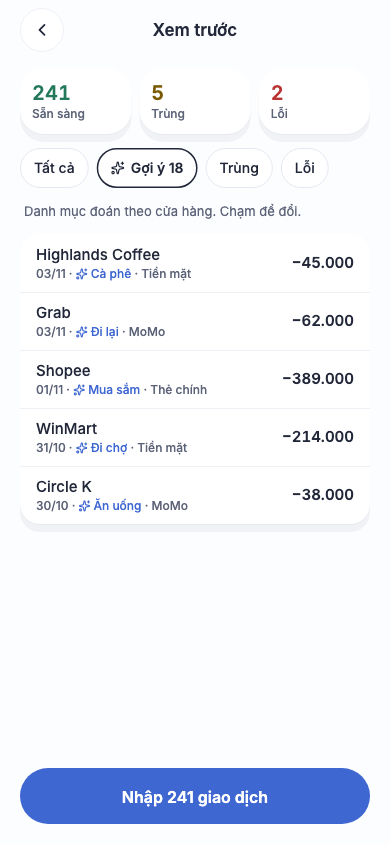 Xem trước
241
Sẵn sàng
5
Trùng
2
Lỗi
Tất cả
Gợi ý 18
Trùng
Lỗi
Danh mục đoán theo cửa hàng. Chạm để đổi.
Highlands Coffee
03/11 · Cà phê · Tiền mặt
−45.000
Grab
03/11 · Đi lại · MoMo
−62.000
Shopee
01/11 · Mua sắm · Thẻ chính
−389.000
WinMart
31/10 · Đi chợ · Tiền mặt
−214.000
Circle K
30/10 · Ăn uống · MoMo
−38.000
Nhập 241 giao dịch